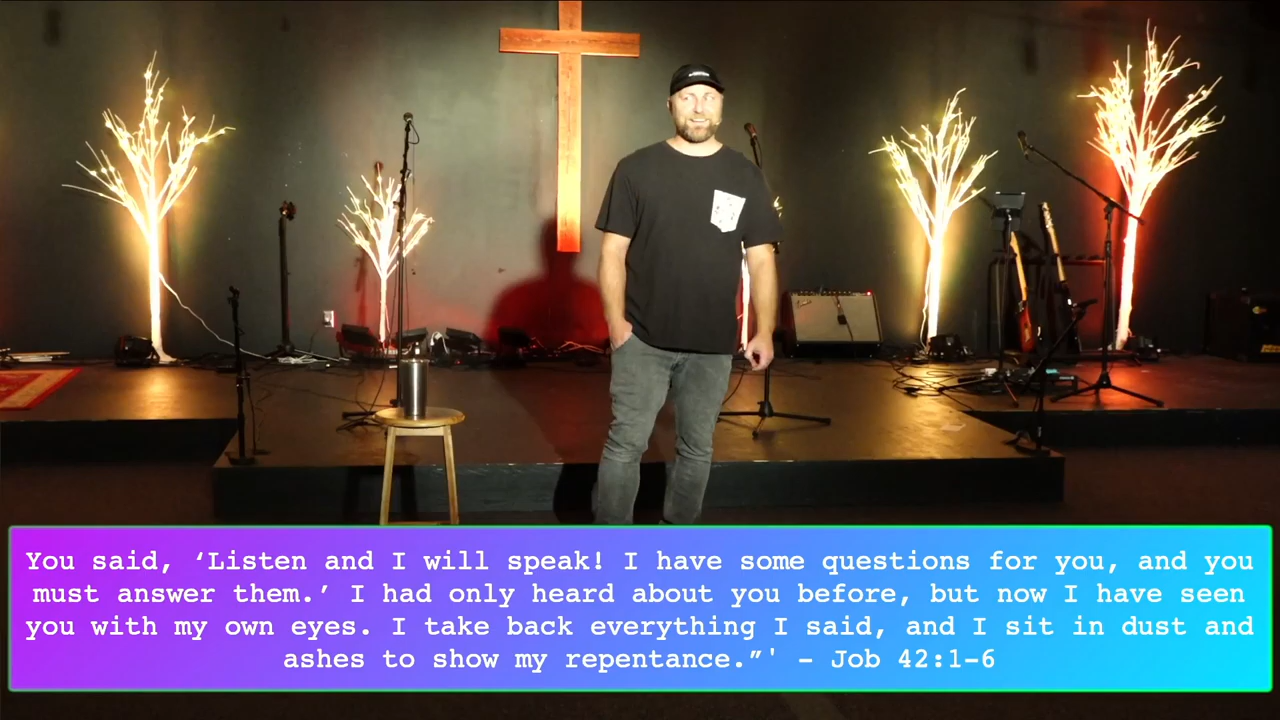 You said, ‘Listen and I will speak! I have some questions for you, and you
must answer them.’ I had only heard about you before, but now I have seen
you with my own eyes. I take back everything I said, and I sit in dust and
ashes to show my repentance.”' - Job 42:1-6